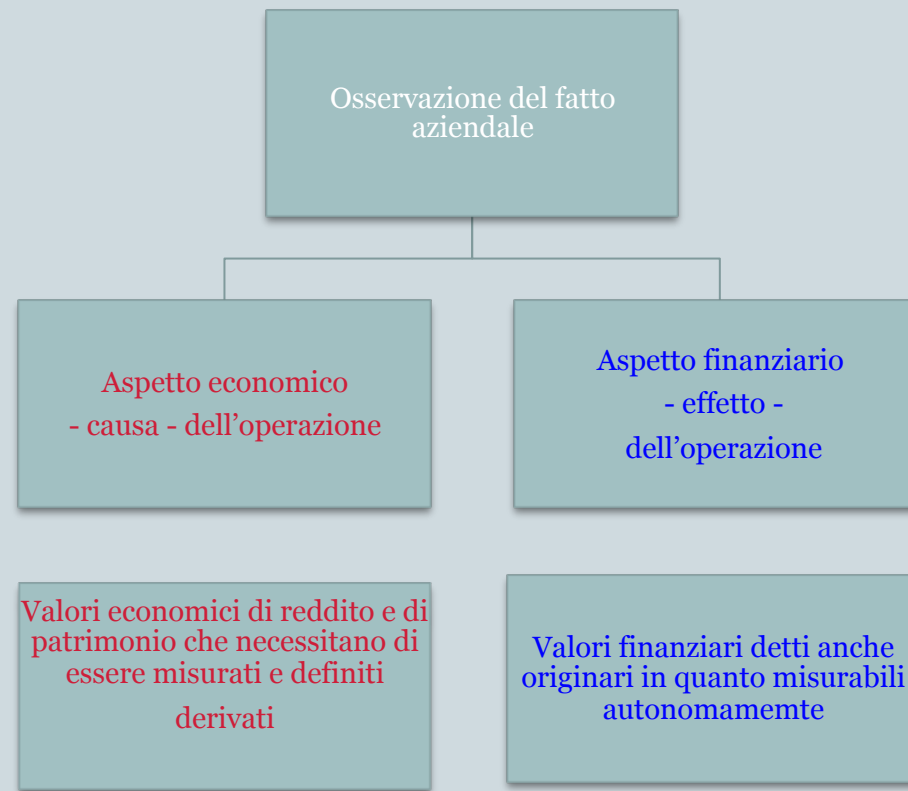 Osservazione del fatto
aziendale
Aspetto economico
- causa - dell’operazione
Aspetto finanziario
- effetto -
dell’operazione
Valori economici di reddito e di
patrimonio che necessitano di
essere misurati e definiti
derivati
Valori finanziari detti anche
originari in quanto misurabili
autonomamemte